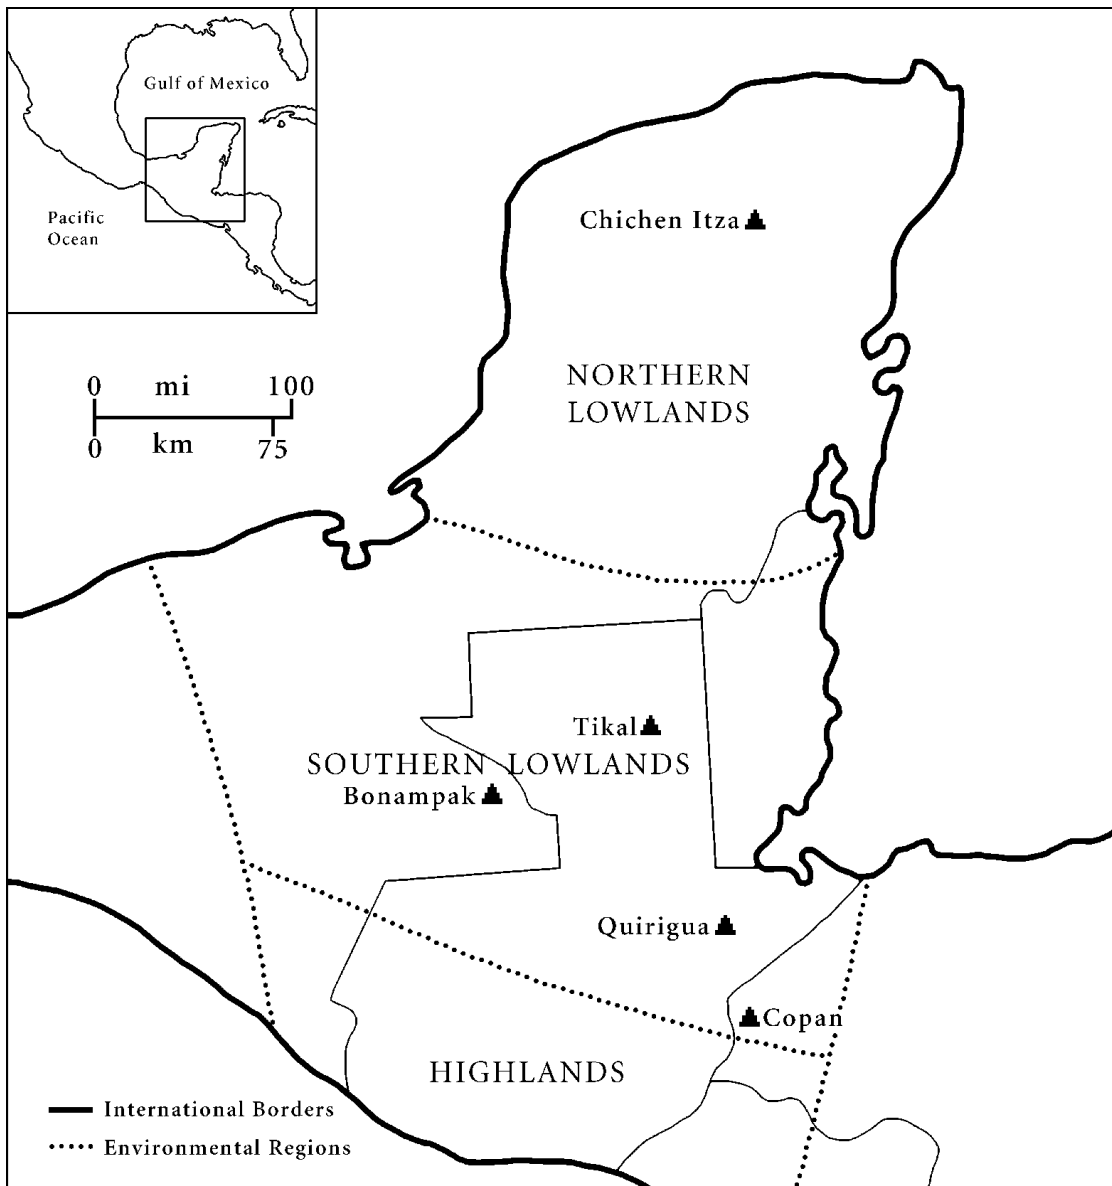 Gulf of Mexico
Pacific
Ocean
Chichen Itza
NORTHERN
LOWLANDS
0 mi 100
0 km 75
Tikal
SOUTHERN LOWLANDS
Bonampak
Quirigua
Copan
HIGHLANDS
International Borders
Environmental Regions